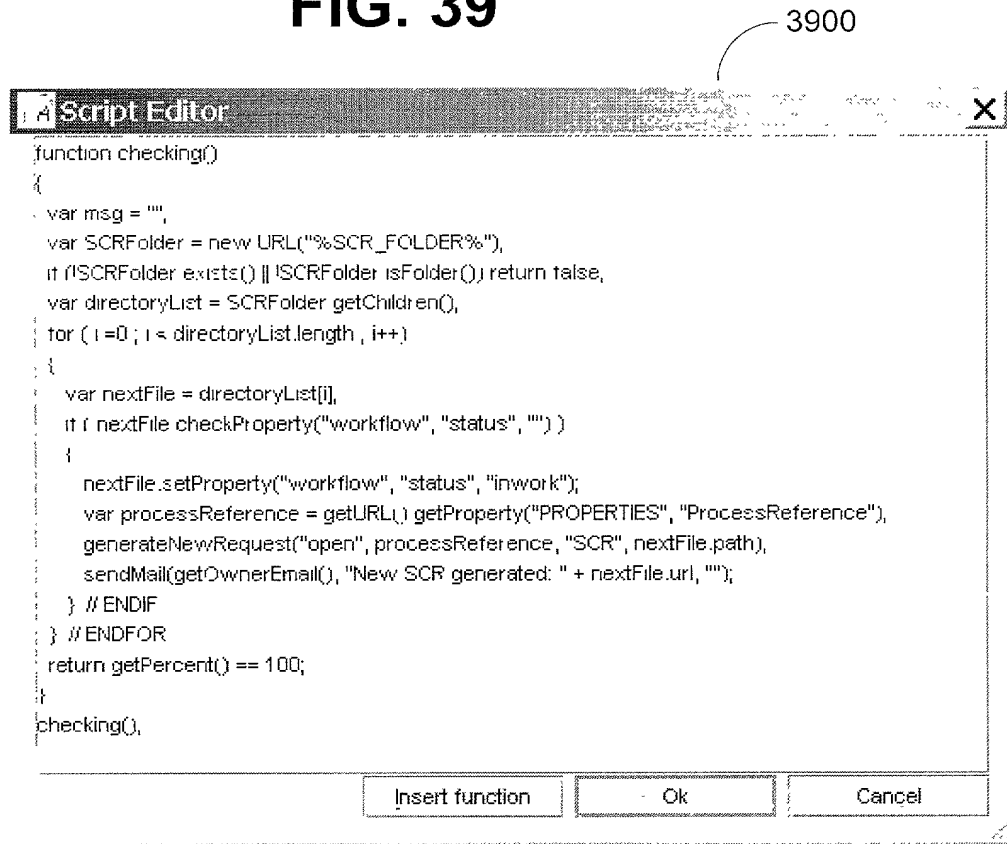 FIG. 39
3900
Script Editor
function checking()
{
var msg = "",
var SCRFolder = new URL("%SCR_FOLDER%"),
if (!SCRFolder exists() || !SCRFolder isFolder()) return false,
var directoryList = SCRFolder getChildren(),
for ( i =0 ; i < directoryList.length , i++)
{
var nextFile = directoryList[i],
if ( nextFile checkProperty("workflow", "status", "") )
{
nextFile.setProperty("workflow", "status", "inwork");
var processReference = getURL() getProperty("PROPERTIES", "ProcessReference"),
generateNewRequest("open", processReference, "SCR", nextFile.path),
sendMail(getOwnerEmail(), "New SCR generated: " + nextFile.url, "");
} // ENDIF
} // ENDFOR
return getPercent() == 100;
}
checking(),
Insert function
Ok
Cancel